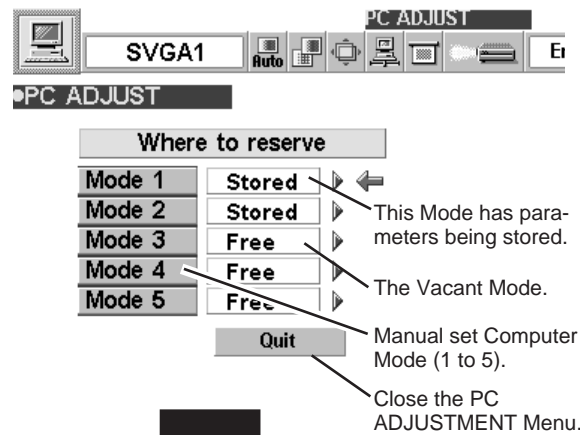 PC ADJUST
SVGA1
Auto
●PC ADJUST
Where to reserve
Mode 1 Stored
Mode 2 Stored
Mode 3 Free
Mode 4 Free
Mode 5 Free
Quit
This Mode has para-
meters being stored.
The Vacant Mode.
Manual set Computer
Mode (1 to 5).
Close the PC
ADJUSTMENT Menu.